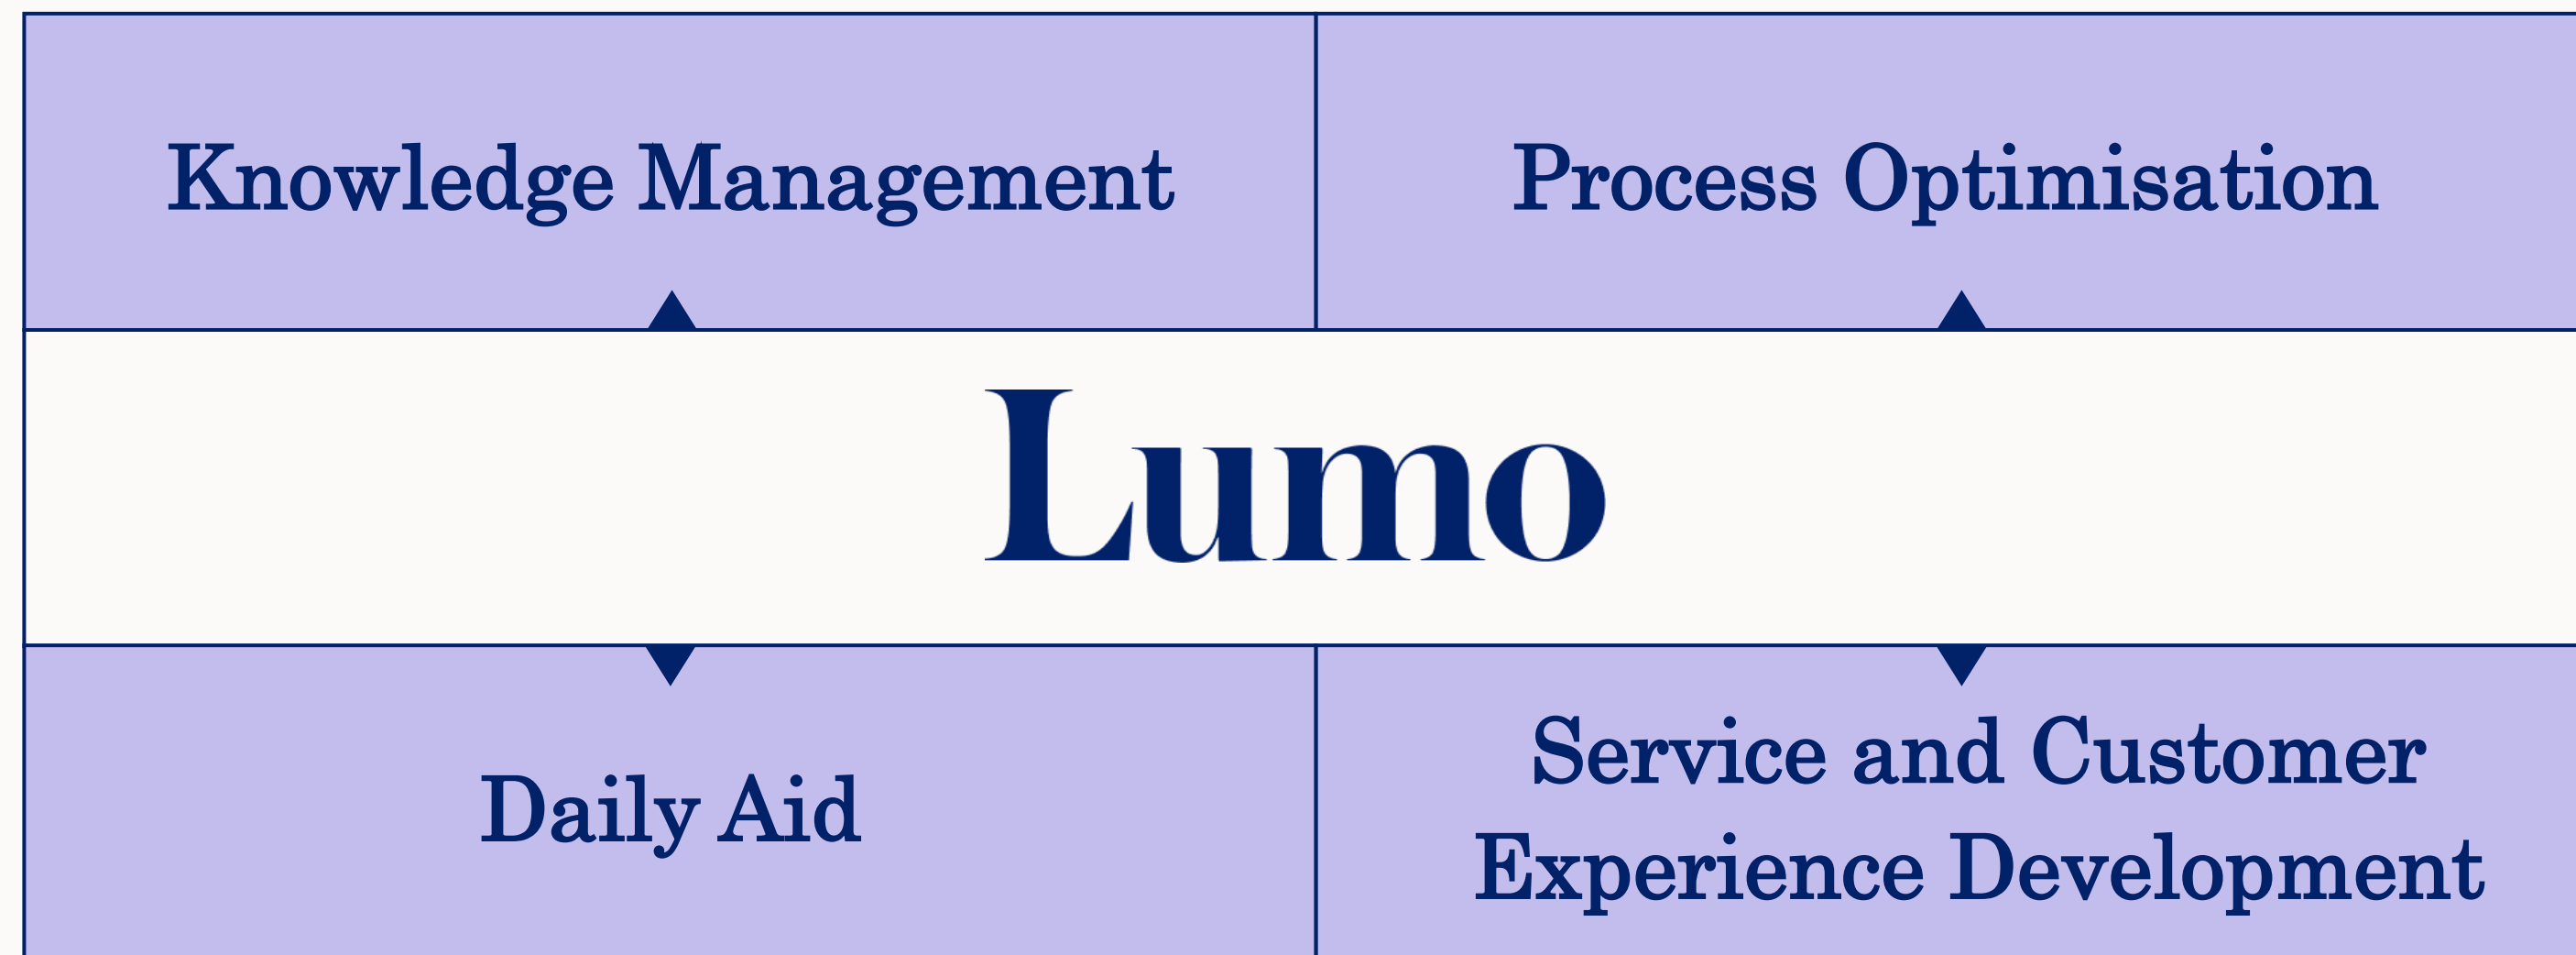 Knowledge Management
Process Optimisation
Lumo
Daily Aid
Service and Customer
Experience Development